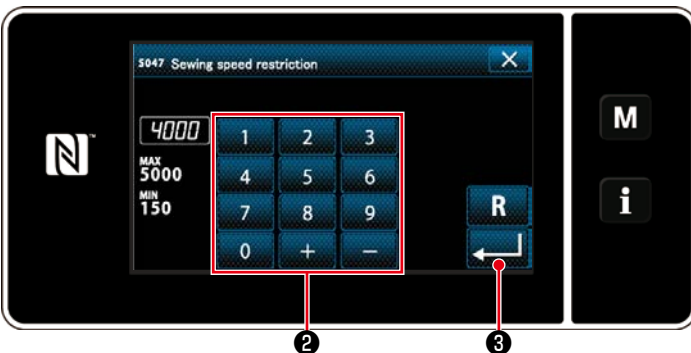 S047 Sewing speed restriction
4000
MAX
5000
MIN
150
1 2 3
4 5 6
7 8 9
0 + −
R
M
i
N
❷
❸